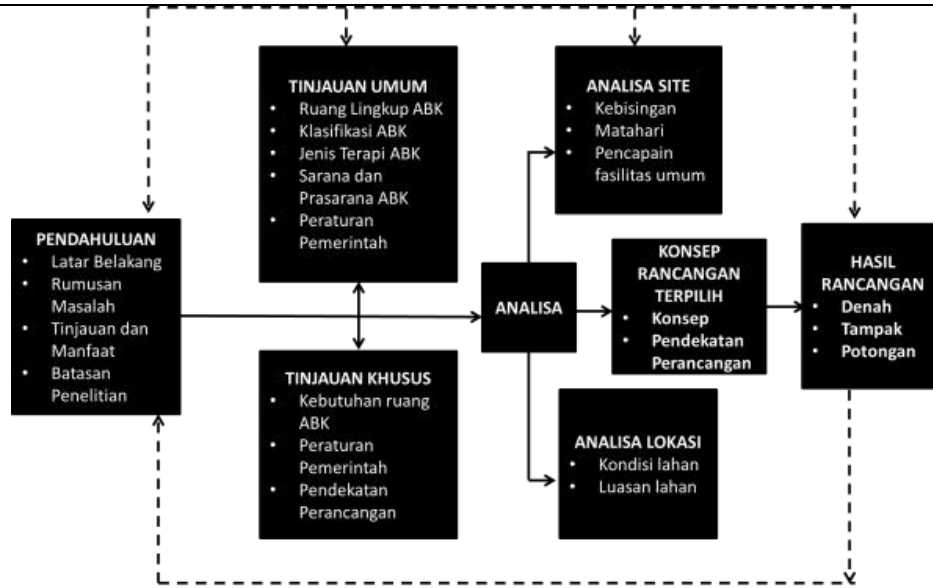 PENDAHULUAN
• Latar Belakang
• Rumusan
Masalah
• Tinjauan dan
Manfaat
• Batasan
Penelitian
TINJAUAN UMUM
• Ruang Lingkup ABK
• Klasifikasi ABK
• Jenis Terapi ABK
• Sarana dan
Prasarana ABK
• Peraturan
Pemerintah
TINJAUAN KHUSUS
• Kebutuhan ruang
ABK
• Peraturan
Pemerintah
• Pendekatan
Perancangan
ANALISA
ANALISA SITE
• Kebisingan
• Matahari
• Pencapain
fasilitas umum
KONSEP
RANCANGAN
TERPILIH
• Konsep
• Pendekatan
Perancangan
ANALISA LOKASI
• Kondisi lahan
• Luasan lahan
HASIL
RANCANGAN
• Denah
• Tampak
• Potongan